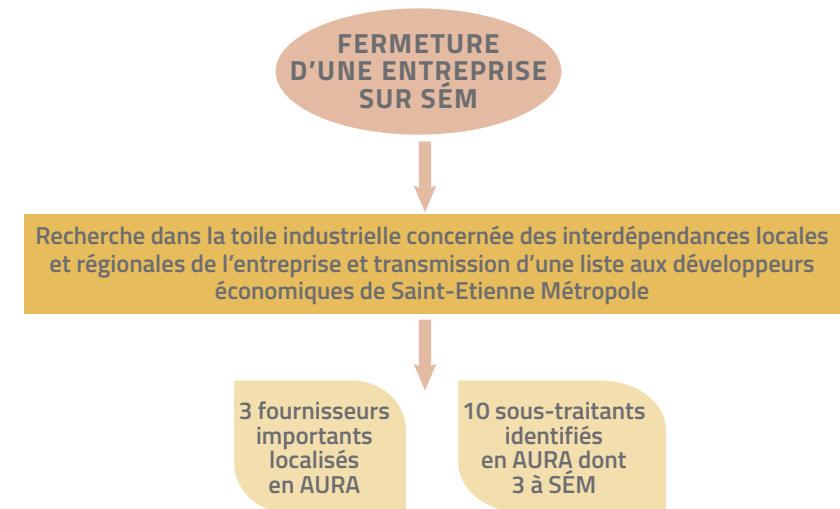 FERMETURE
D’UNE ENTREPRISE
SUR SÉM
Recherche dans la toile industrielle concernée des interdépendances locales
et régionales de l’entreprise et transmission d’une liste aux développeurs
économiques de Saint-Etienne Métropole
3 fournisseurs
importants
localisés
en AURA
10 sous-traitants
identifiés
en AURA dont
3 à SÉM